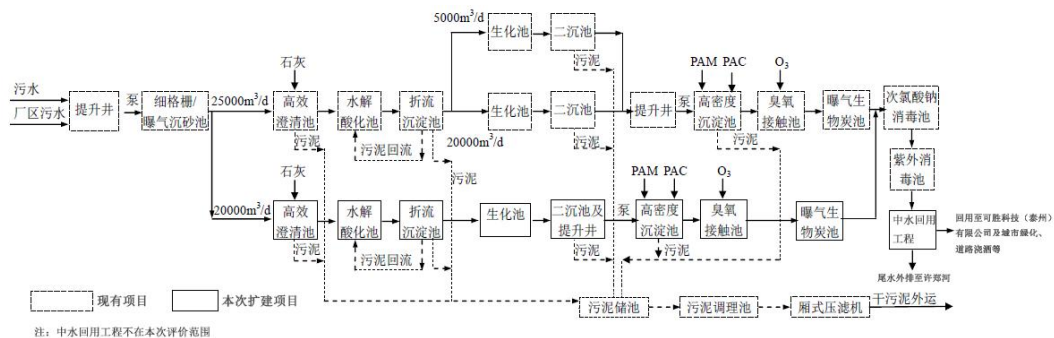 5000m³/d
生化池
二沉池
污泥
石灰
PAM
PAC
O₃
污水
厂区污水
提升井
泵
细格栅/
曝气沉砂池
25000m³/d
高效
澄清池
水解
酸化池
折流
沉淀池
生化池
二沉池
提升井
泵
高密度
沉淀池
臭氧
接触池
曝气生
物炭池
次氯酸钠
消毒池
污泥
污泥回流
20000m³/d
污泥
污泥
紫外消
毒池
石灰
污泥
PAM
PAC
O₃
20000m³/d
高效
澄清池
水解
酸化池
折流
沉淀池
生化池
二沉池及
提升井
泵
高密度
沉淀池
臭氧
接触池
曝气生
物炭池
中水回用
工程
回用至可胜科技（泰州）
有限公司及城市绿化、
道路浇洒等
污泥
污泥回流
污泥
污泥
尾水外排至许郑河
现有项目
本次扩建项目
污泥储池
污泥调理池
厢式压滤机
干污泥外运
注：中水回用工程不在本次评价范围